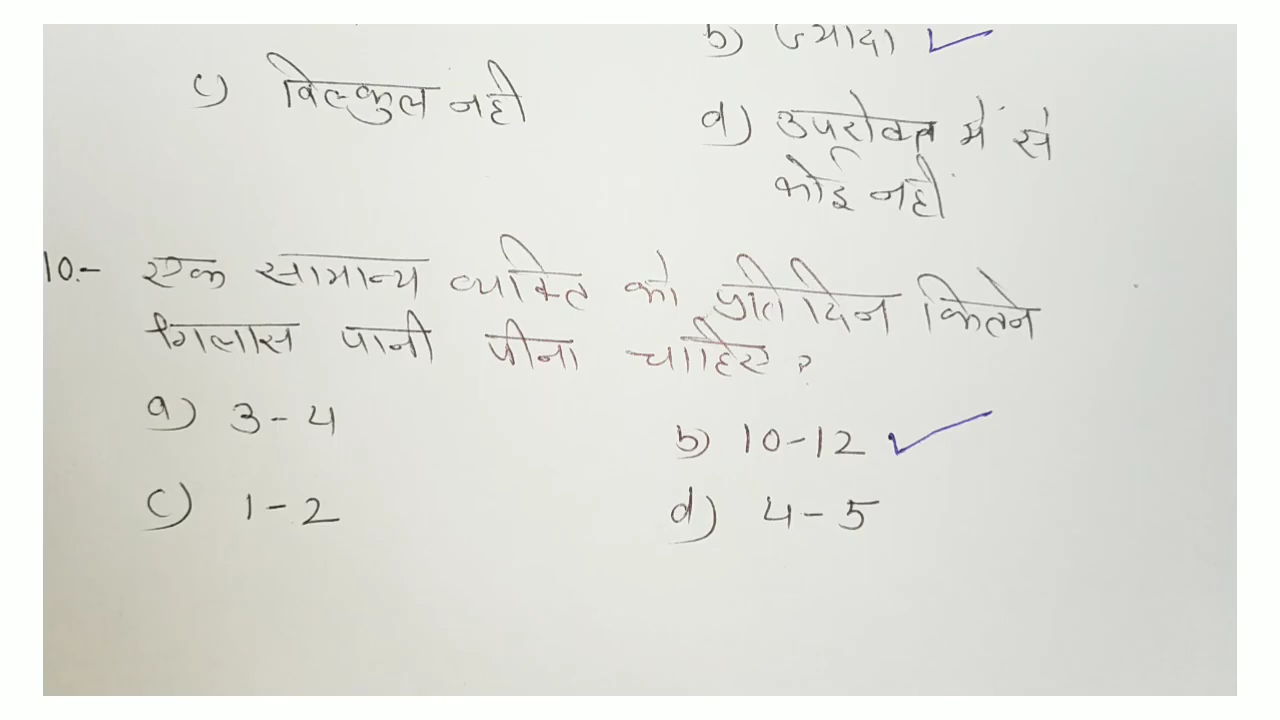 b) ज्यादा ✓
c) बिल्कुल नही
d) उपरोक्त में से
कोई नहीं
10.- एक सामान्य व्यक्ति को प्रतिदिन कितने
गिलास पानी पीना चाहिए?
a) 3-4
b) 10-12 ✓
c) 1-2
d) 4-5